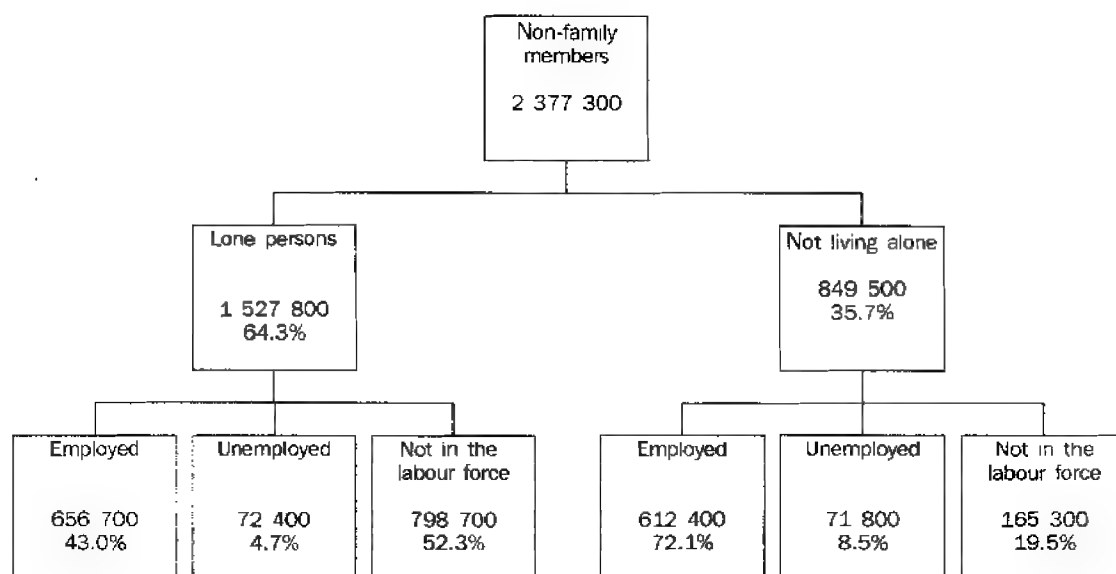 Non-family
members
2 377 300
Lone persons
1 527 800
64.3%
Not living alone
849 500
35.7%
Employed
656 700
43.0%
Unemployed
72 400
4.7%
Not in the
labour force
798 700
52.3%
Employed
612 400
72.1%
Unemployed
71 800
8.5%
Not in the
labour force
165 300
19.5%